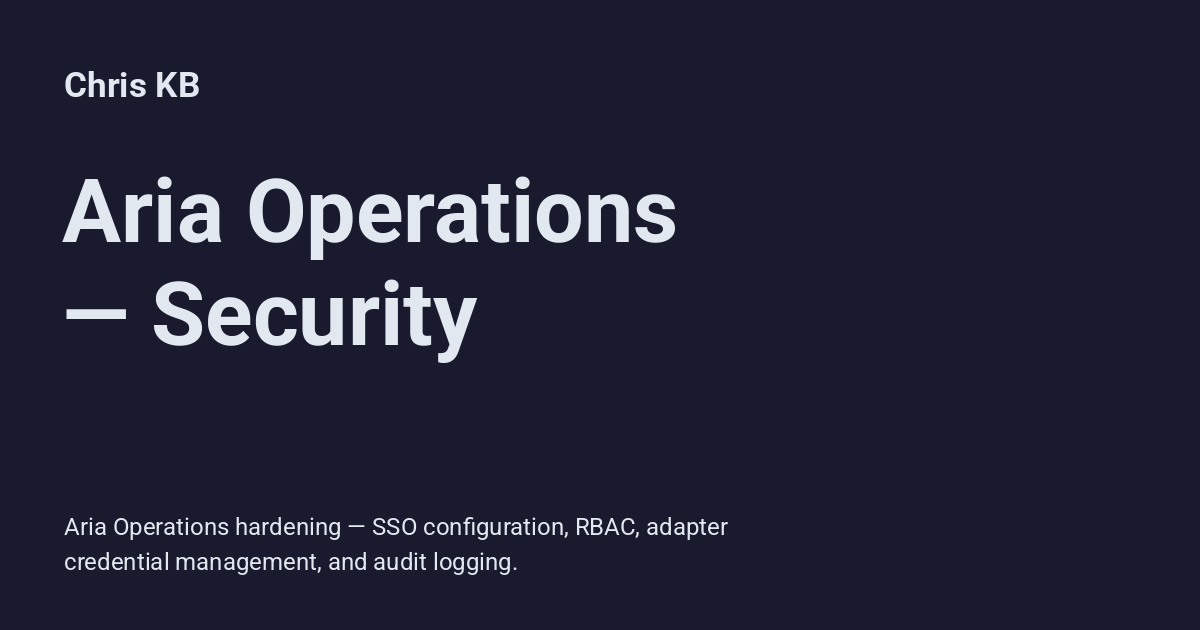 Chris KB
Aria Operations
— Security
Aria Operations hardening — SSO configuration, RBAC, adapter
credential management, and audit logging.